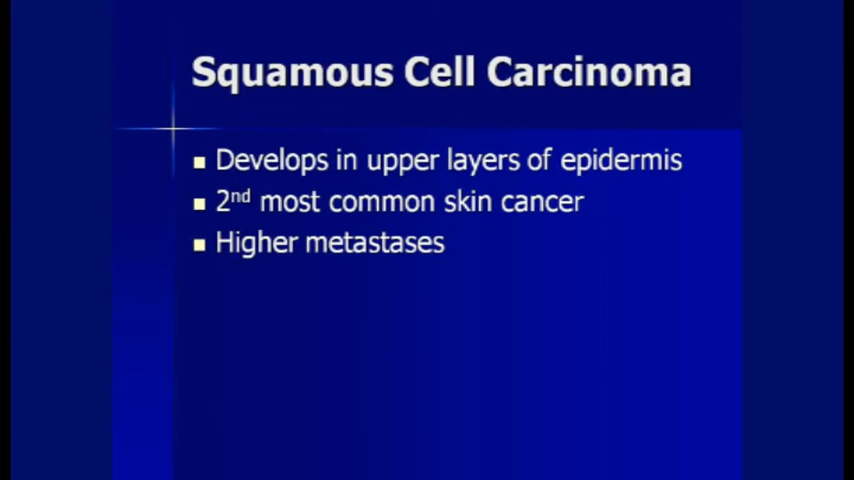 Squamous Cell Carcinoma
Develops in upper layers of epidermis
2nd most common skin cancer
Higher metastases